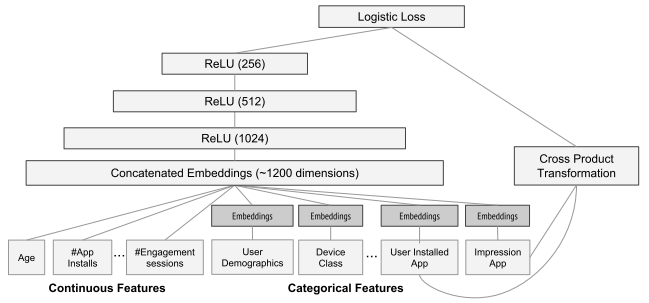 Logistic Loss
ReLU (256)
ReLU (512)
ReLU (1024)
Concatenated Embeddings (~1200 dimensions)
Cross Product
Transformation
Embeddings
Embeddings
Embeddings
Embeddings
Age
#App
Installs
...
#Engagement
sessions
User
Demographics
Device
Class
...
User Installed
App
Impression
App
Continuous Features
Categorical Features